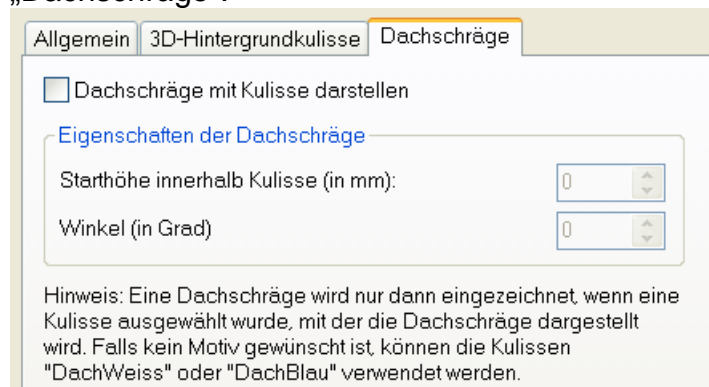 „Dachschräge“.
Allgemein 3D-Hintergrundkulisse Dachschräge
Dachschräge mit Kulisse darstellen
Eigenschaften der Dachschräge
Starthöhe innerhalb Kulisse (in mm): 0
Winkel (in Grad) 0
Hinweis: Eine Dachschräge wird nur dann eingezeichnet, wenn eine
Kulisse ausgewählt wurde, mit der die Dachschräge dargestellt
wird. Falls kein Motiv gewünscht ist, können die Kulissen
"DachWeiss" oder "DachBlau" verwendet werden.